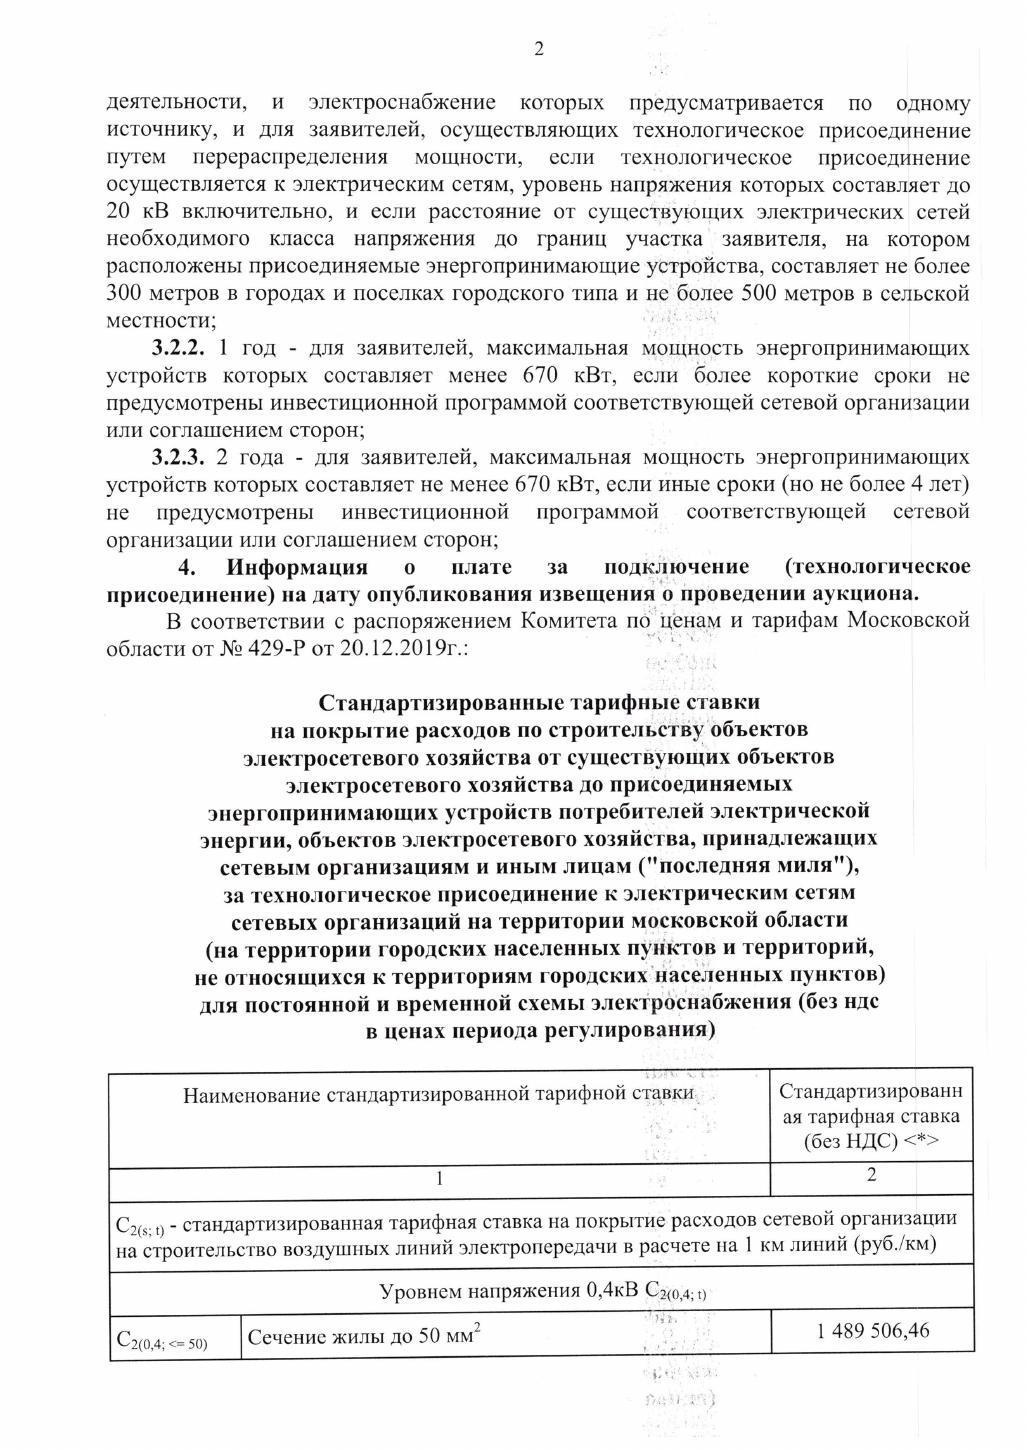 2
деятельности, и электроснабжение которых предусматривается по одному
источнику, и для заявителей, осуществляющих технологическое присоединение
путем перераспределения мощности, если технологическое присоединение
осуществляется к электрическим сетям, уровень напряжения которых составляет до
20 кВ включительно, и если расстояние от существующих электрических сетей
необходимого класса напряжения до границ участка заявителя, на котором
расположены присоединяемые энергопринимающие устройства, составляет не более
300 метров в городах и поселках городского типа и не более 500 метров в сельской
местности;
3.2.2. 1 год - для заявителей, максимальная мощность энергопринимающих
устройств которых составляет менее 670 кВт, если более короткие сроки не
предусмотрены инвестиционной программой соответствующей сетевой организации
или соглашением сторон;
3.2.3. 2 года - для заявителей, максимальная мощность энергопринимающих
устройств которых составляет не менее 670 кВт, если иные сроки (но не более 4 лет)
не предусмотрены инвестиционной программой соответствующей сетевой
организации или соглашением сторон;
4. Информация о плате за подключение (технологическое
присоединение) на дату опубликования извещения о проведении аукциона.
В соответствии с распоряжением Комитета по ценам и тарифам Московской
области от № 429-Р от 20.12.2019г.:
Стандартизированные тарифные ставки
на покрытие расходов по строительству объектов
электросетевого хозяйства от существующих объектов
электросетевого хозяйства до присоединяемых
энергопринимающих устройств потребителей электрической
энергии, объектов электросетевого хозяйства, принадлежащих
сетевым организациям и иным лицам ("последняя миля"),
за технологическое присоединение к электрическим сетям
сетевых организаций на территории московской области
(на территории городских населенных пунктов и территорий,
не относящихся к территориям городских населенных пунктов)
для постоянной и временной схемы электроснабжения (без ндс
в ценах периода регулирования)
Наименование стандартизированной тарифной ставки
Стандартизированн
ая тарифная ставка
(без НДС) <*>
1
2
C2(s; t) - стандартизированная тарифная ставка на покрытие расходов сетевой организации
на строительство воздушных линий электропередачи в расчете на 1 км линий (руб./км)
Уровнем напряжения 0,4кВ C2(0,4; t)
C2(0,4; <= 50)
Сечение жилы до 50 мм²
1 489 506,46